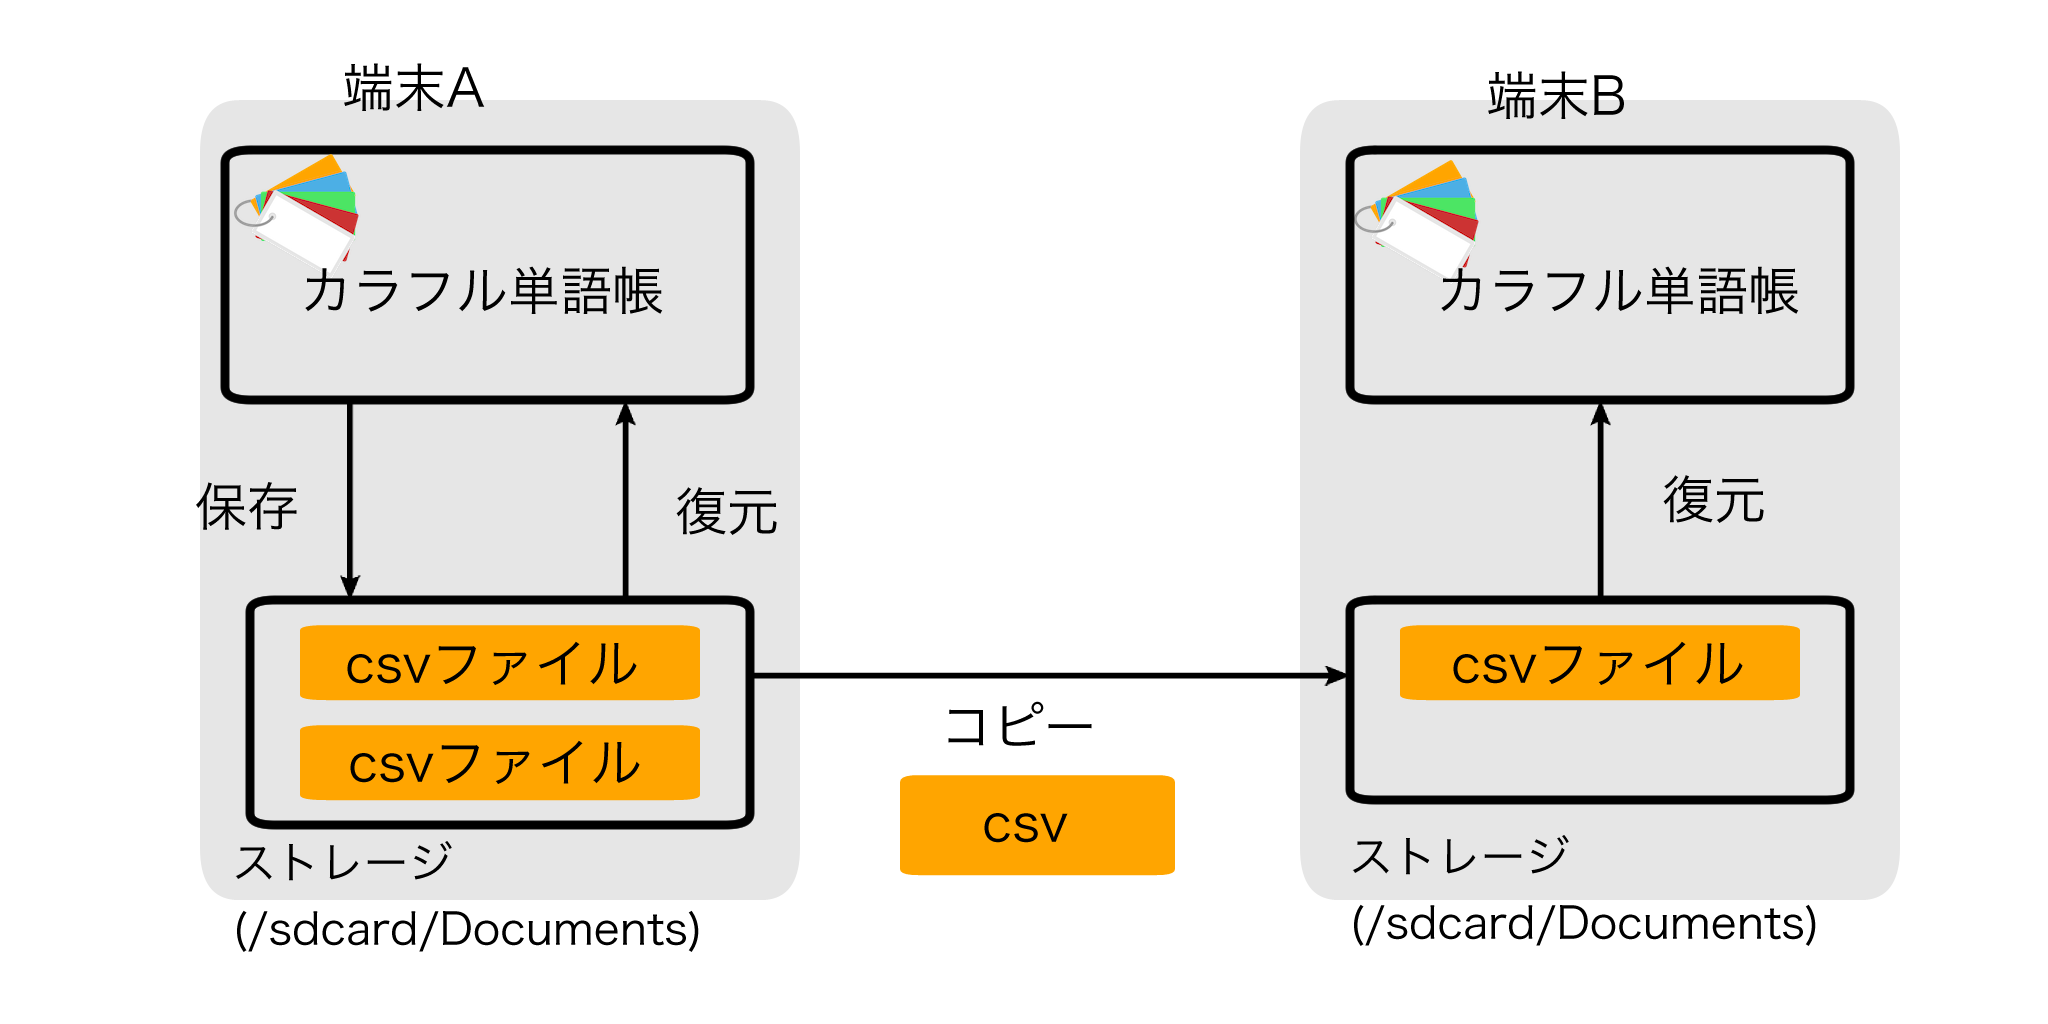 端末A
カラフル単語帳
保存
復元
csvファイル
csvファイル
ストレージ
(/sdcard/Documents)
コピー
csv
端末B
カラフル単語帳
復元
csvファイル
ストレージ
(/sdcard/Documents)